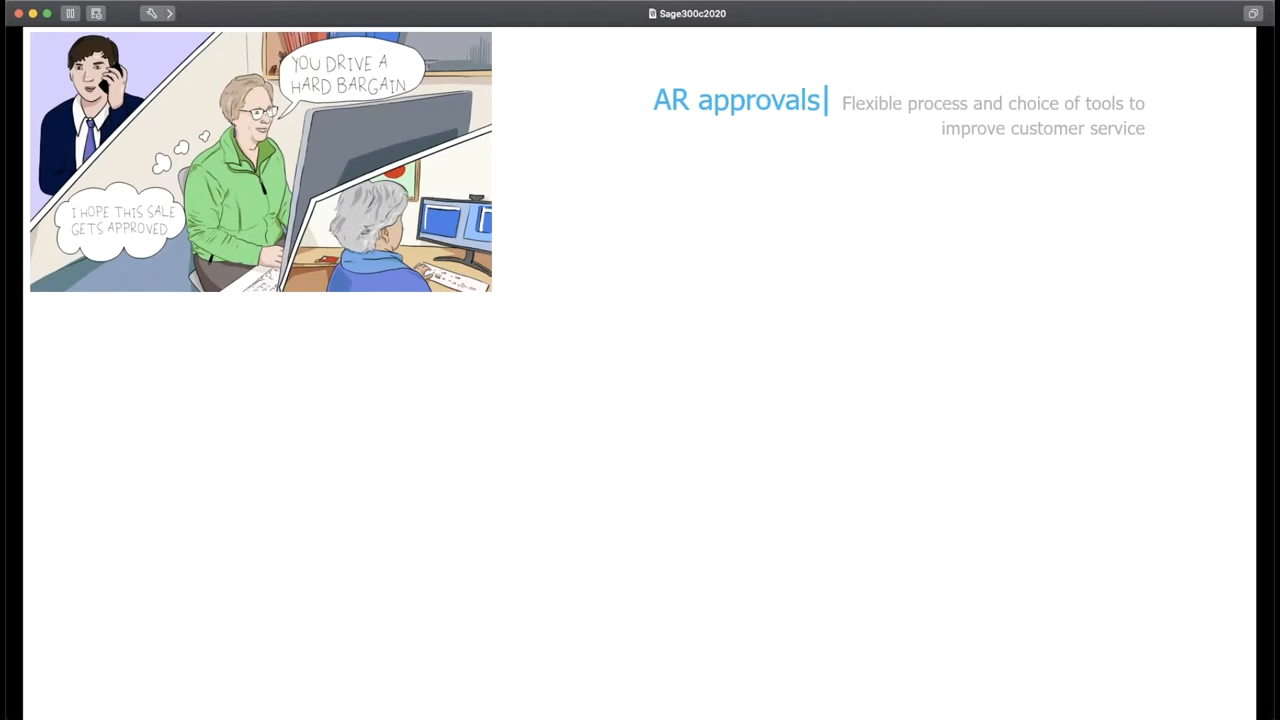 Sage300c2020
YOU DRIVE A
HARD BARGAIN
I HOPE THIS SALE
GETS APPROVED
AR approvals| Flexible process and choice of tools to
improve customer service